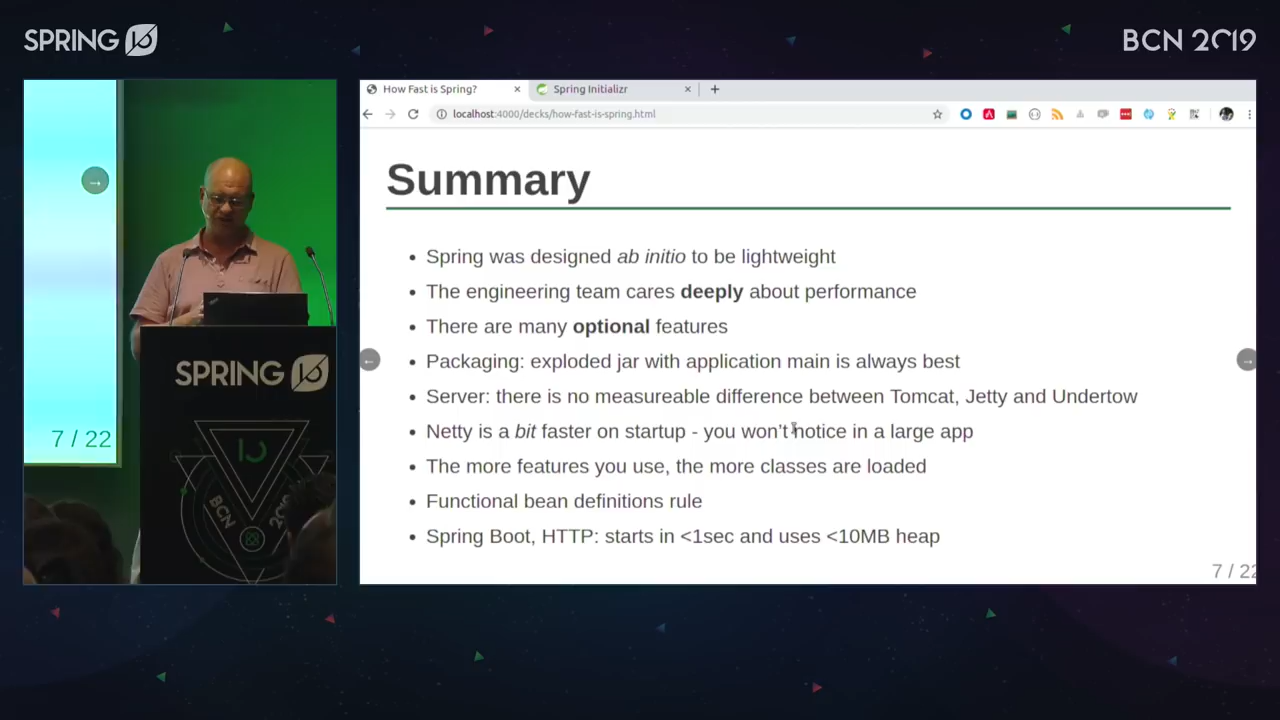 SPRING IO
BCN 2019
How Fast is Spring?
Spring Initializr
localhost:4000/decks/how-fast-is-spring.html
Summary
Spring was designed ab initio to be lightweight
The engineering team cares deeply about performance
There are many optional features
Packaging: exploded jar with application main is always best
Server: there is no measureable difference between Tomcat, Jetty and Undertow
Netty is a bit faster on startup - you won't notice in a large app
The more features you use, the more classes are loaded
Functional bean definitions rule
Spring Boot, HTTP: starts in <1sec and uses <10MB heap
7 / 22
7 / 22
SPRING IO
IO
BCN
2019